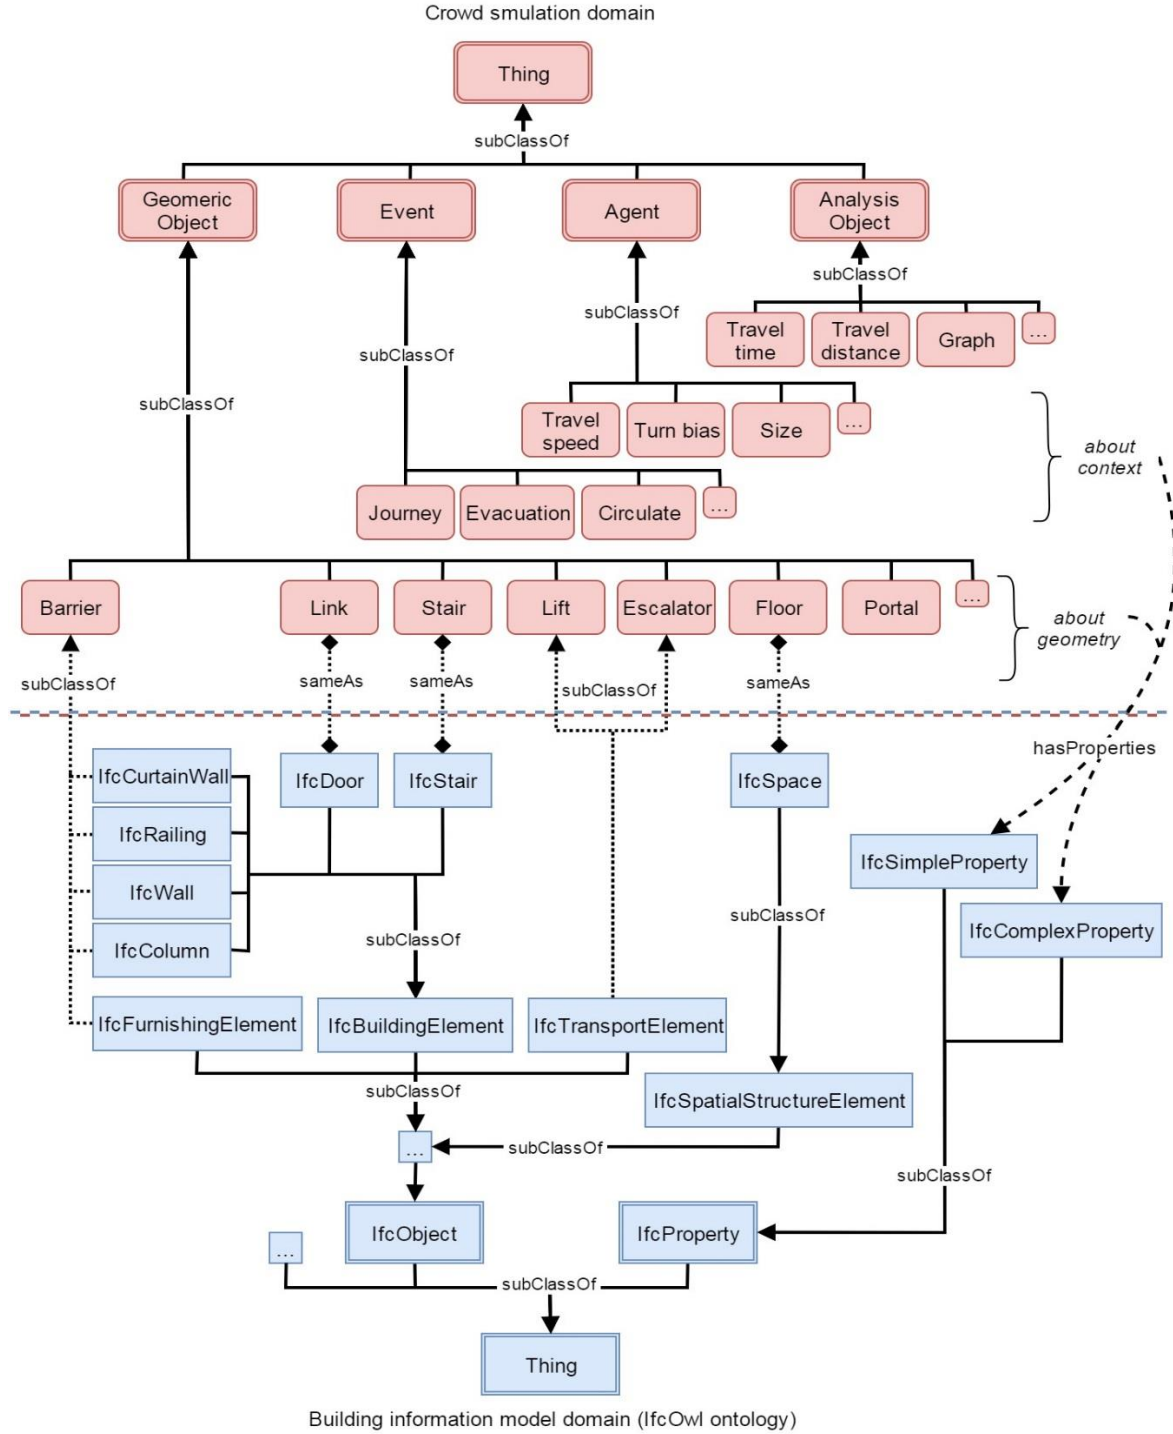 Crowd smulation domain
Thing
subClassOf
Geomeric
Object
Event
Agent
Analysis
Object
subClassOf
subClassOf
Travel
time
Travel
distance
Graph
...
subClassOf
subClassOf
Travel
speed
Turn bias
Size
...
about
context
Journey
Evacuation
Circulate
...
Barrier
Link
Stair
Lift
Escalator
Floor
Portal
...
about
geometry
subClassOf
sameAs
sameAs
subClassOf
sameAs
hasProperties
IfcCurtainWall
IfcDoor
IfcStair
IfcSpace
IfcRailing
IfcSimpleProperty
IfcWall
subClassOf
IfcComplexProperty
IfcColumn
subClassOf
IfcFurnishingElement
IfcBuildingElement
IfcTransportElement
subClassOf
IfcSpatialStructureElement
...
subClassOf
subClassOf
IfcObject
IfcProperty
...
subClassOf
Thing
Building information model domain (IfcOwl ontology)